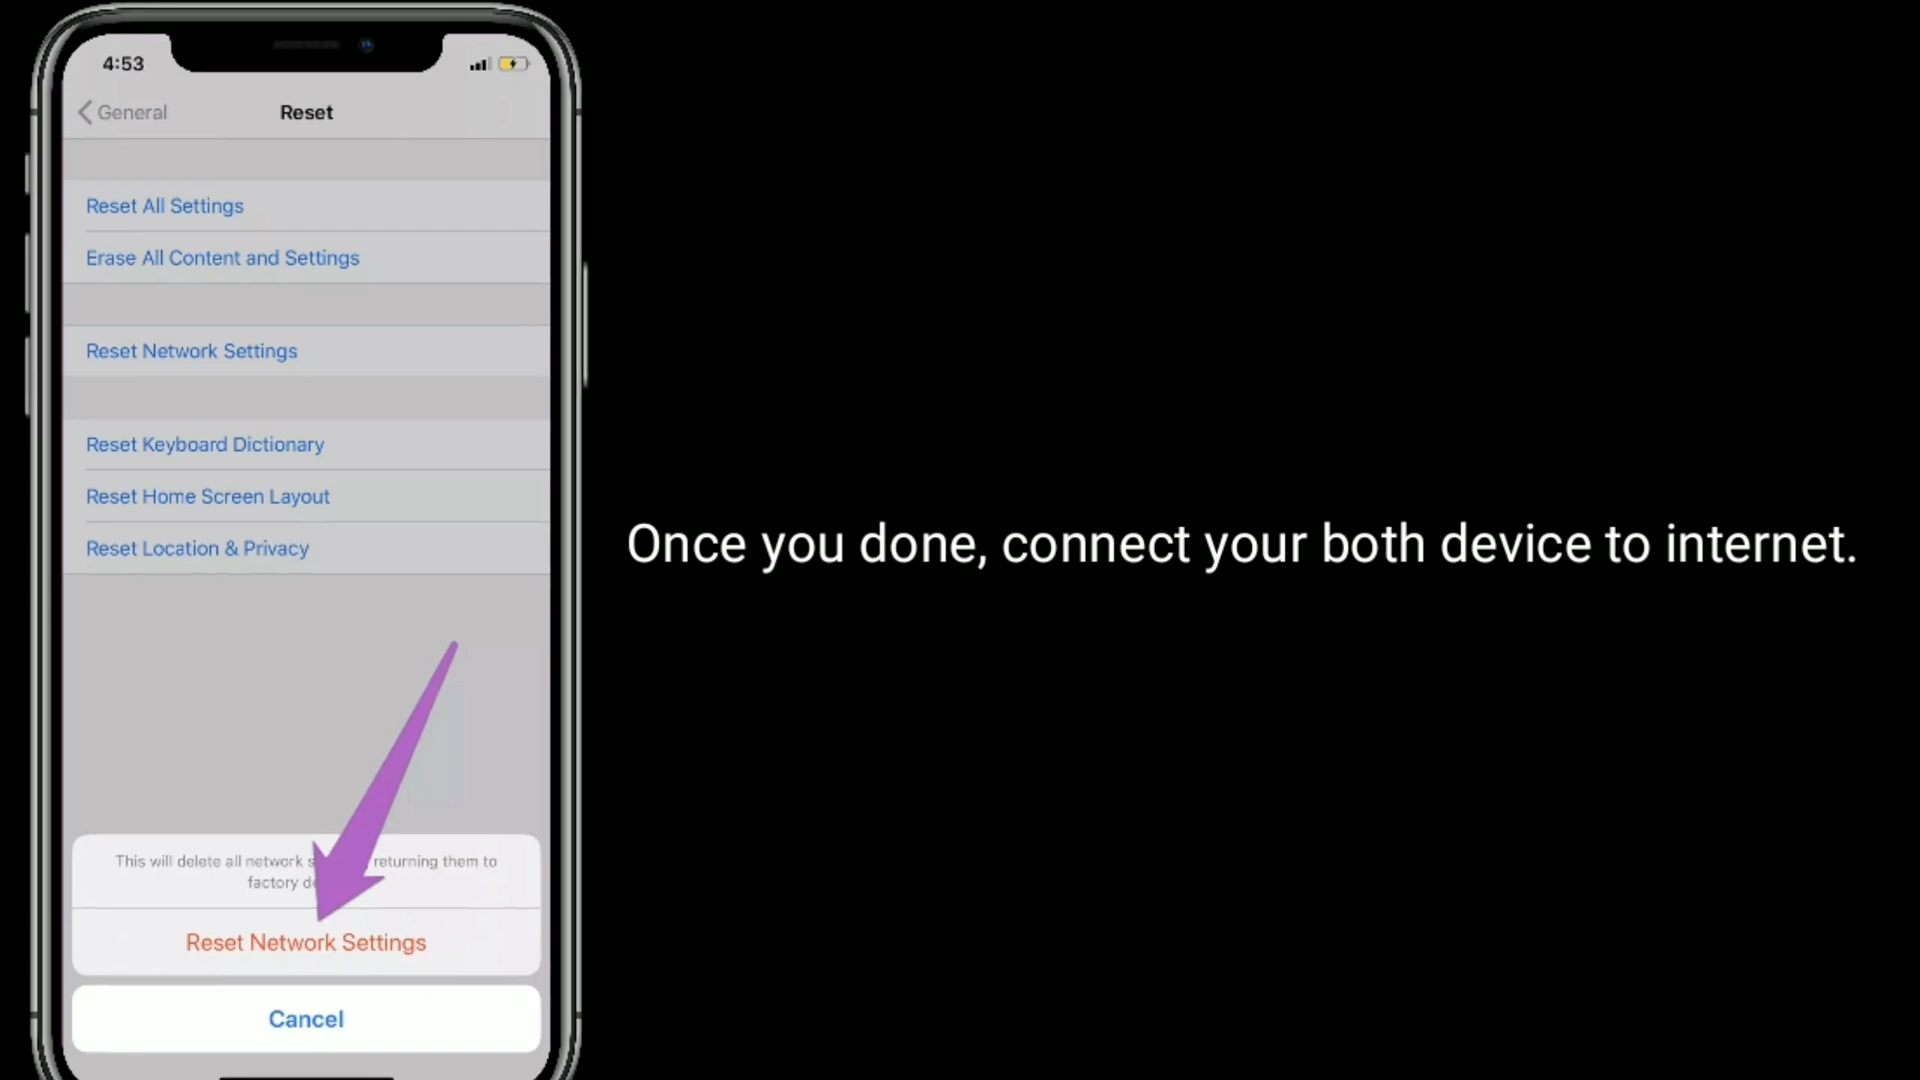 4:53
General
Reset
Reset All Settings
Erase All Content and Settings
Reset Network Settings
Reset Keyboard Dictionary
Reset Home Screen Layout
Reset Location & Privacy
Once you done, connect your both device to internet.
This will delete all network returning them to
factory
Reset Network Settings
Cancel